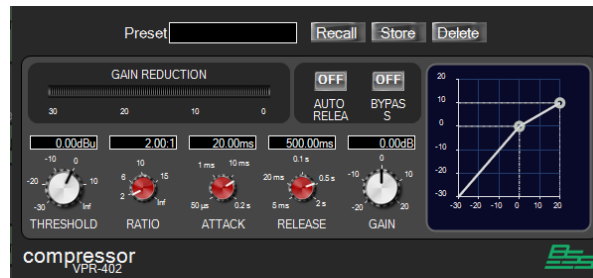 Preset Recall Store Delete
GAIN REDUCTION
30 20 10 0
OFF OFF
AUTO RELEA
BYPAS S
0.00dBu 2.00:1 20.00ms 500.00ms 0.00dB
-10 0 10 -20 -30 Inf
THRESHOLD
10 6 15 2 Inf
RATIO
1 ms 10 ms 50 µs 0.2 s
ATTACK
0.1 s 20 ms 0.5 s 5 ms 2 s
RELEASE
0 -10 10 -20 20
GAIN
20
10
0
-10
-20
-30
-30 -20 -10 0 10 20
compressor
VPR-402
BSS